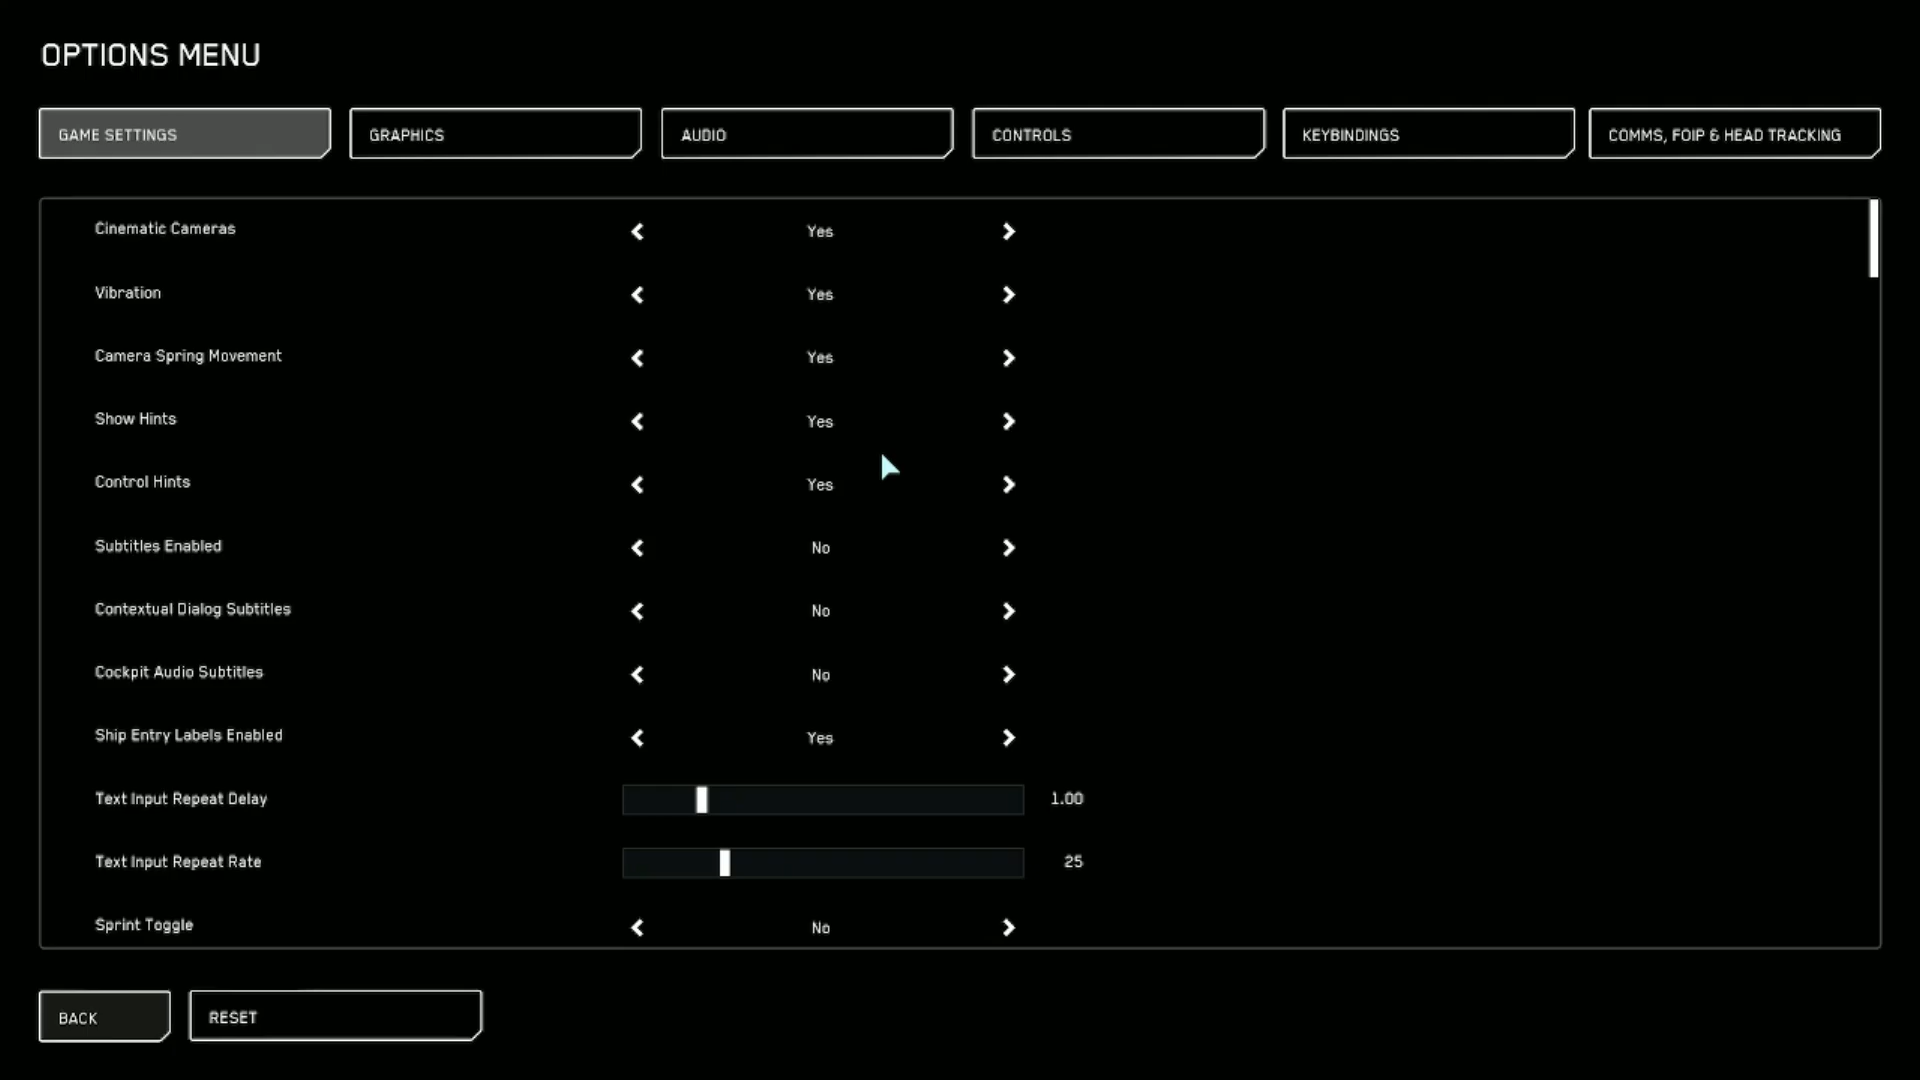 OPTIONS MENU
GAME SETTINGS
GRAPHICS
AUDIO
CONTROLS
KEYBINDINGS
COMMS, FOIP & HEAD TRACKING
Cinematic Cameras Yes
Vibration Yes
Camera Spring Movement Yes
Show Hints Yes
Control Hints Yes
Subtitles Enabled No
Contextual Dialog Subtitles No
Cockpit Audio Subtitles No
Ship Entry Labels Enabled Yes
Text Input Repeat Delay 1.00
Text Input Repeat Rate 25
Sprint Toggle No
BACK
RESET